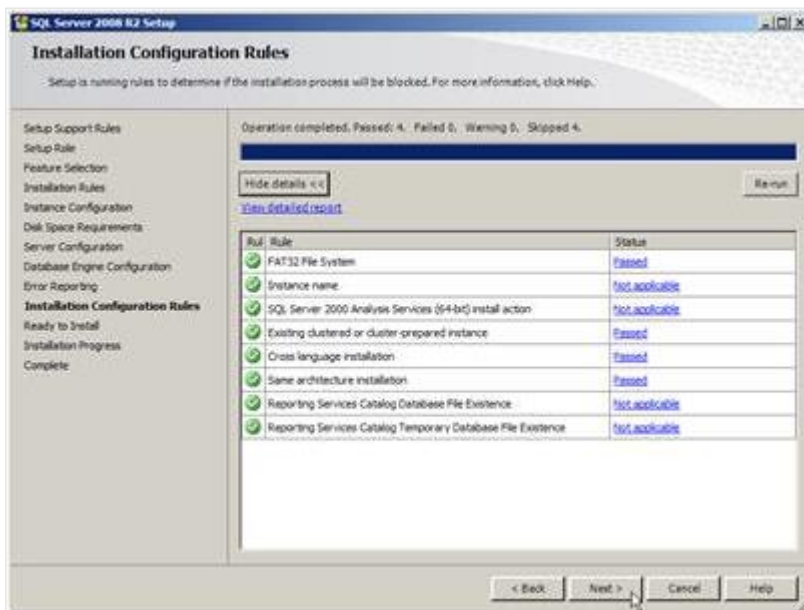 SQL Server 2008 R2 Setup
Installation Configuration Rules
Setup is running rules to determine if the installation process will be blocked. For more information, click Help.
Setup Support Rules
Setup Role
Feature Selection
Installation Rules
Instance Configuration
Disk Space Requirements
Server Configuration
Database Engine Configuration
Error Reporting
Installation Configuration Rules
Ready to Install
Installation Progress
Complete
Operation completed. Passed: 4. Failed 0. Warning 0. Skipped 4.
Hide details <<
Re-run
View detailed report
Rul Rule Status
FAT32 File System Passed
Instance name Not applicable
SQL Server 2000 Analysis Services (64-bit) install action Not applicable
Existing clustered or cluster-prepared instance Passed
Cross language installation Passed
Same architecture installation Passed
Reporting Services Catalog Database File Existence Not applicable
Reporting Services Catalog Temporary Database File Existence Not applicable
< Back Next > Cancel Help